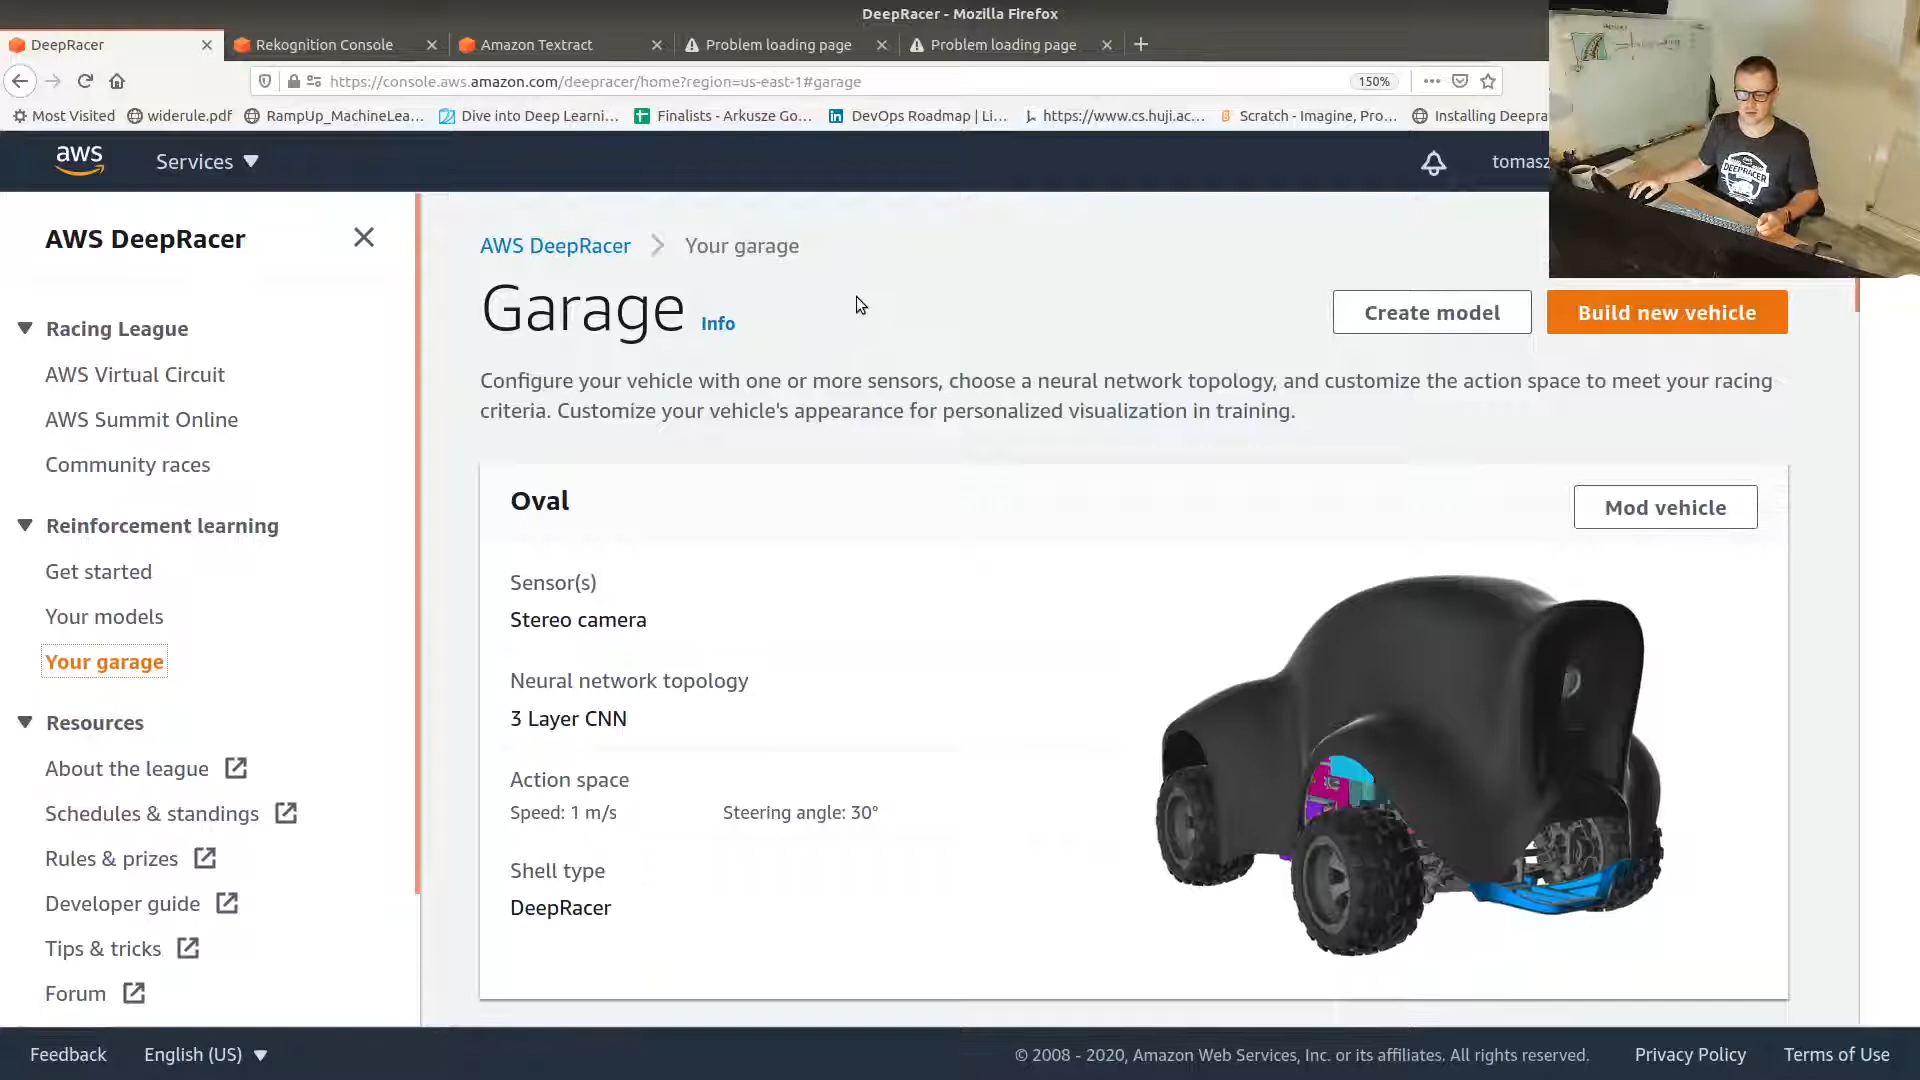 DeepRacer - Mozilla Firefox
DeepRacer
Rekognition Console
Amazon Textract
Problem loading page
Problem loading page
https://console.aws.amazon.com/deepracer/home?region=us-east-1#garage
150%
Most Visited
widerule.pdf
RampUp_MachineLea...
Dive into Deep Learni...
Finalists - Arkusze Go...
DevOps Roadmap | Li...
https://www.cs.huji.ac...
Scratch - Imagine, Pro...
Installing Deepra
aws
Services
tomasz
AWS DeepRacer
Racing League
AWS Virtual Circuit
AWS Summit Online
Community races
Reinforcement learning
Get started
Your models
Your garage
Resources
About the league
Schedules & standings
Rules & prizes
Developer guide
Tips & tricks
Forum
AWS DeepRacer
Your garage
Garage
Info
Create model
Build new vehicle
Configure your vehicle with one or more sensors, choose a neural network topology, and customize the action space to meet your racing
criteria. Customize your vehicle's appearance for personalized visualization in training.
Oval
Mod vehicle
Sensor(s)
Stereo camera
Neural network topology
3 Layer CNN
Action space
Speed: 1 m/s
Steering angle: 30°
Shell type
DeepRacer
DEEPRACER
Feedback
English (US)
© 2008 - 2020, Amazon Web Services, Inc. or its affiliates. All rights reserved.
Privacy Policy
Terms of Use